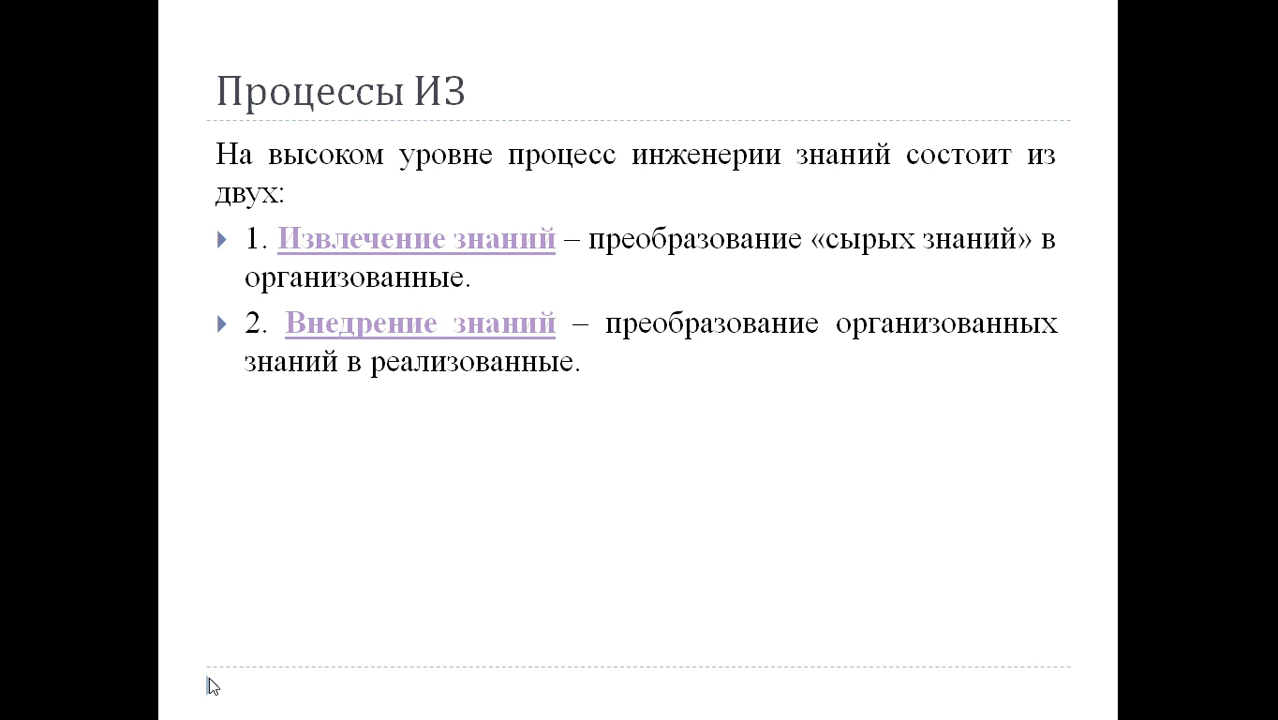 Процессы ИЗ
На высоком уровне процесс инженерии знаний состоит из
двух:
1. Извлечение знаний – преобразование «сырых знаний» в
организованные.
2. Внедрение знаний – преобразование организованных
знаний в реализованные.